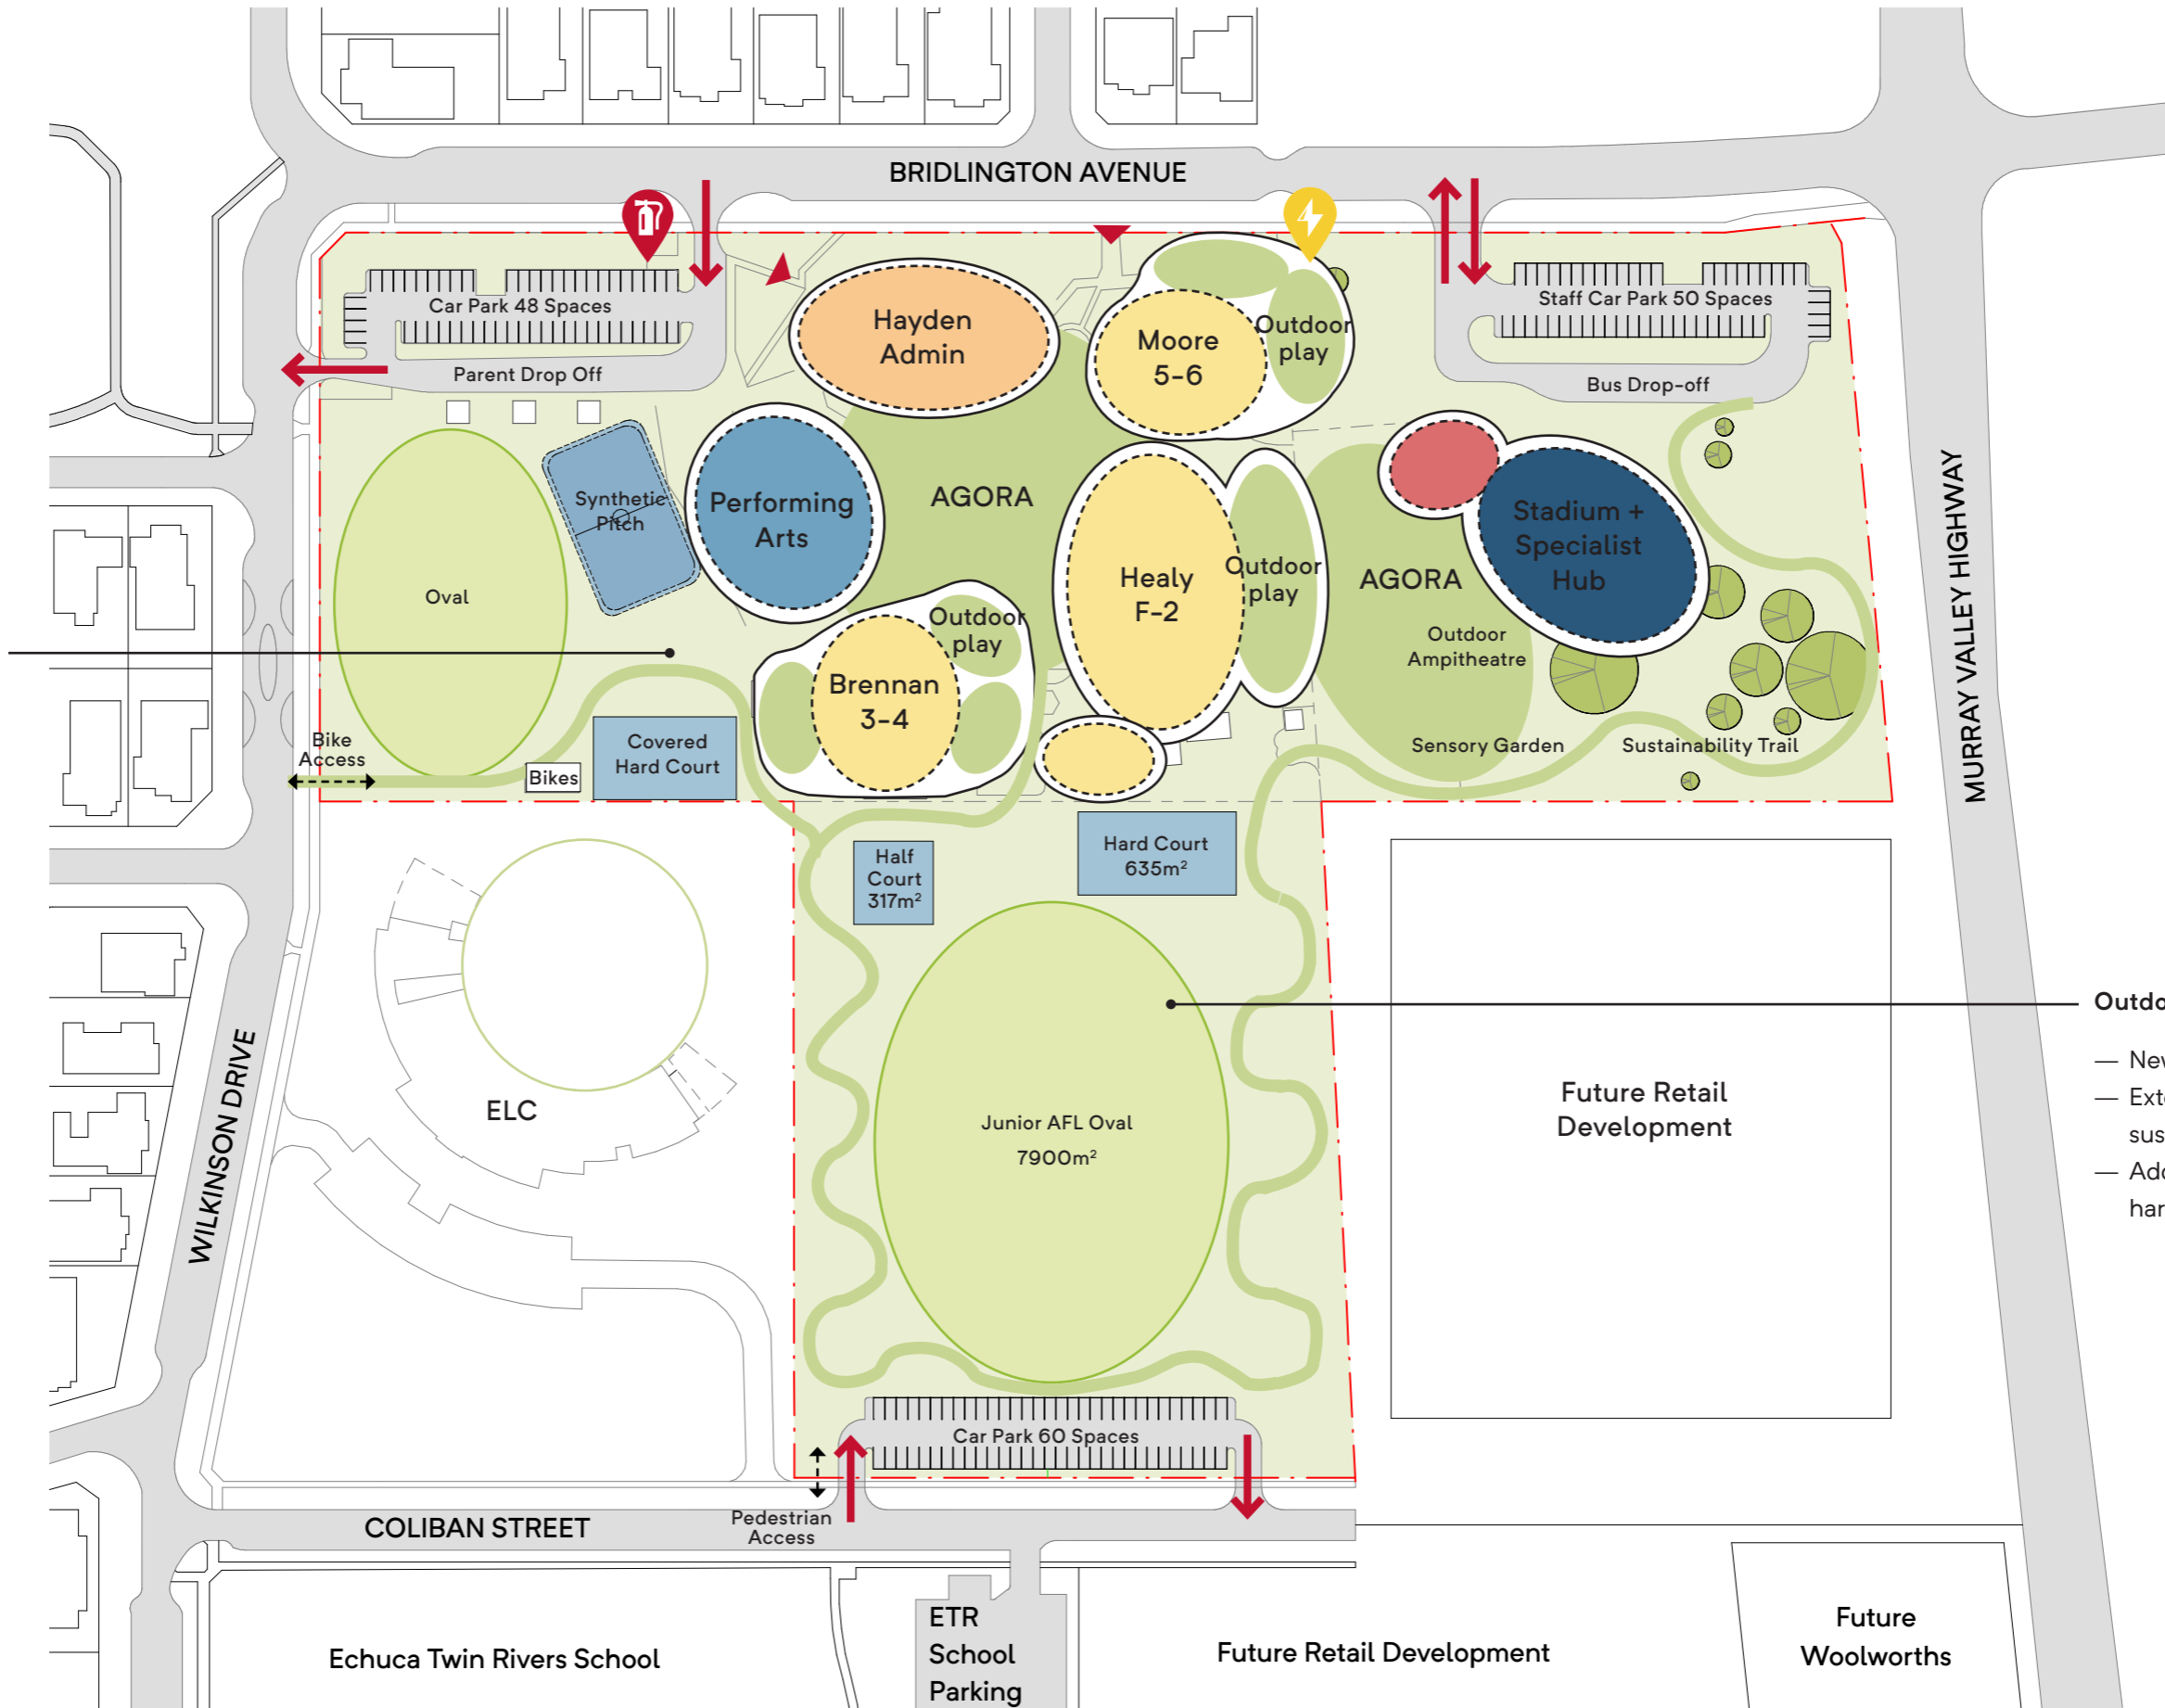 BRIDLINGTON AVENUE
Car Park 48 Spaces
Parent Drop Off
Hayden
Admin
Moore
5-6
Outdoor
play
Staff Car Park 50 Spaces
Bus Drop-off
Synthetic
Pitch
Performing
Arts
AGORA
Stadium +
Specialist
Hub
Oval
Healy
F-2
Outdoor
play
AGORA
Outdoor
Ampitheatre
Outdoor
play
Brennan
3-4
MURRAY VALLEY HIGHWAY
Bike
Access
Bikes
Covered
Hard Court
Sensory Garden
Sustainability Trail
Half
Court
317m²
Hard Court
635m²
WILKINSON DRIVE
ELC
Junior AFL Oval
7900m²
Future Retail
Development
Car Park 60 Spaces
Pedestrian
Access
COLIBAN STREET
Echuca Twin Rivers School
ETR
School
Parking
Future Retail Development
Future
Woolworths